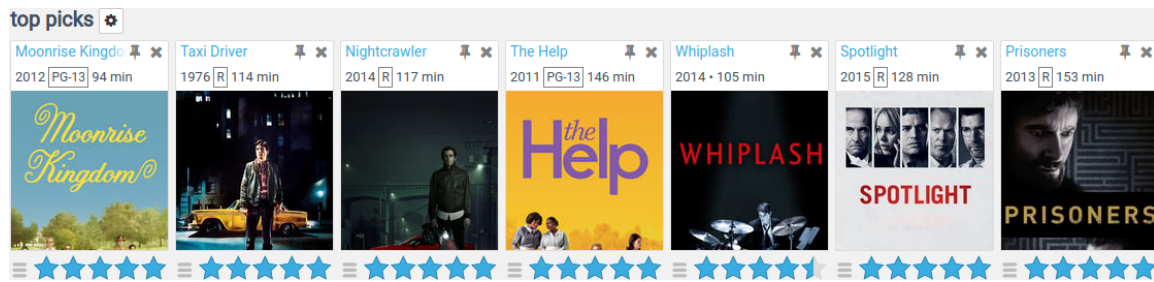 top picks
Moonrise Kingdo
2012 PG-13 94 min
Moonrise
Kingdom
Taxi Driver
1976 R 114 min
Nightcrawler
2014 R 117 min
The Help
2011 PG-13 146 min
the
Help
Whiplash
2014 • 105 min
WHIPLASH
Spotlight
2015 R 128 min
SPOTLIGHT
Prisoners
2013 R 153 min
PRISONERS